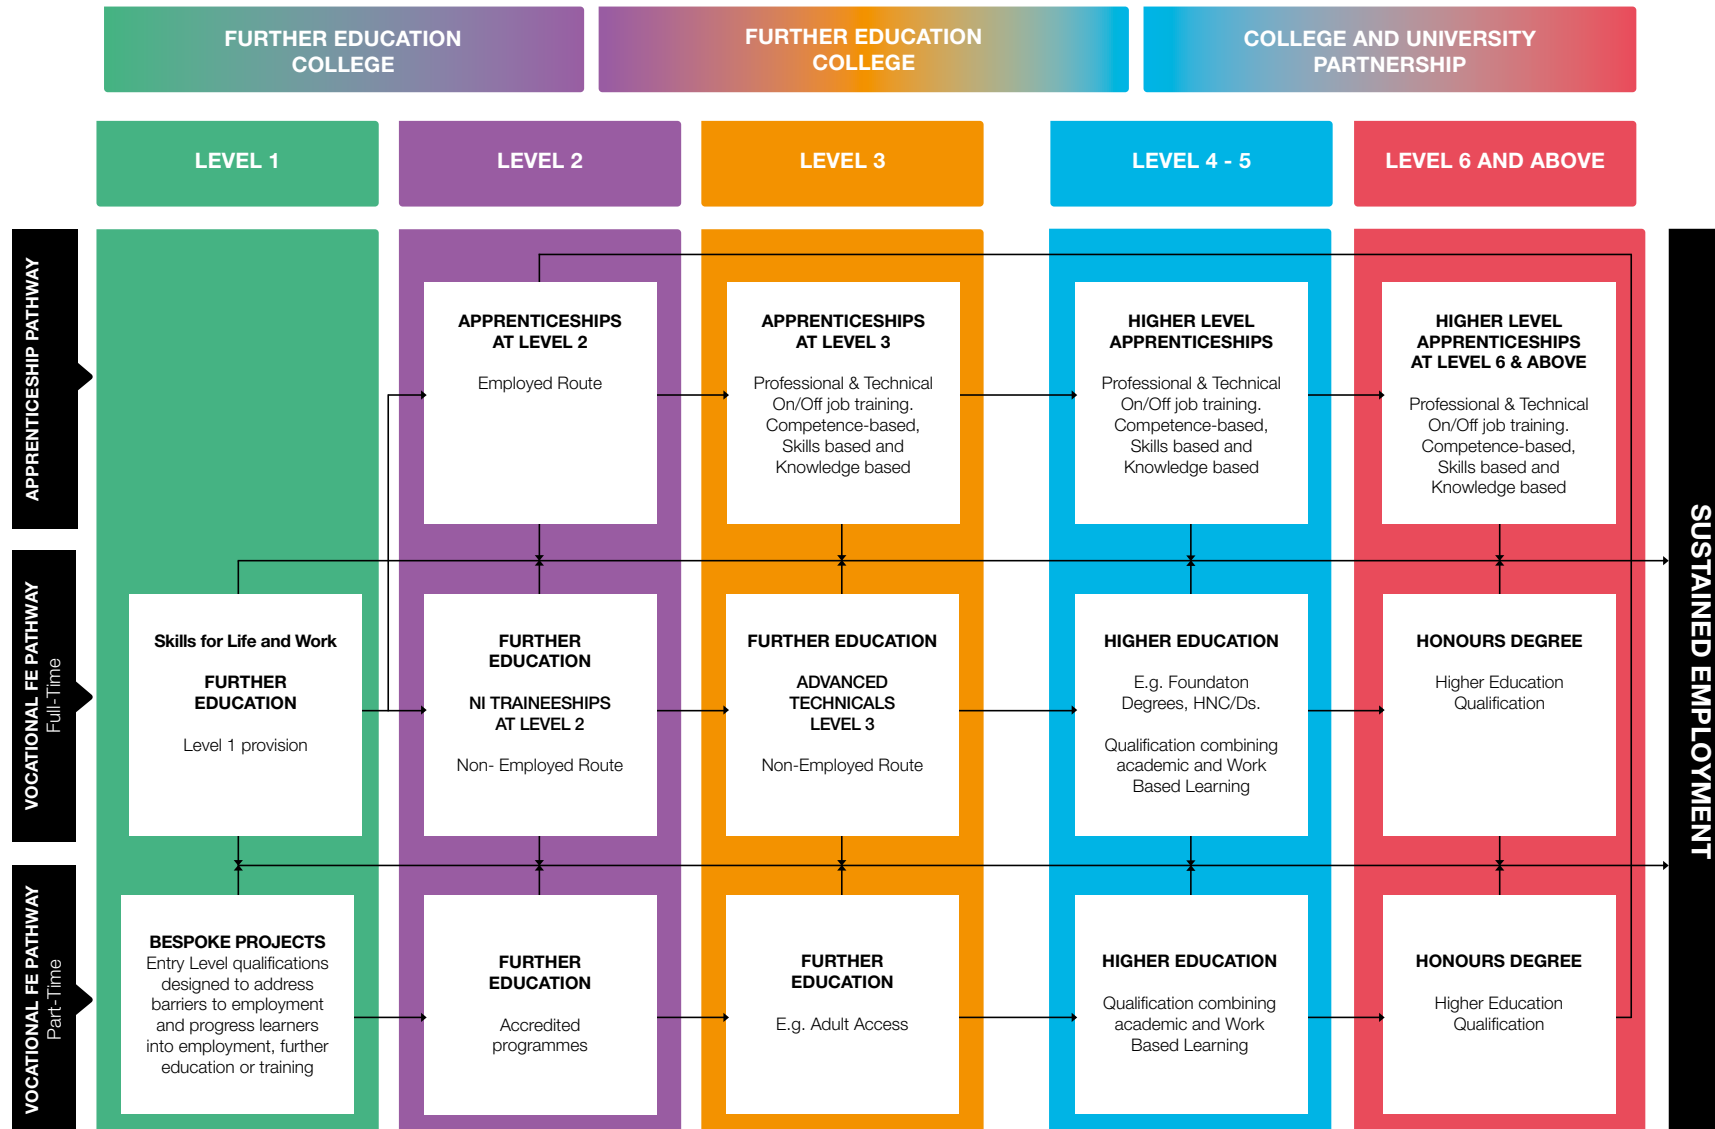 FURTHER EDUCATION
COLLEGE
FURTHER EDUCATION
COLLEGE
COLLEGE AND UNIVERSITY
PARTNERSHIP
LEVEL 1
LEVEL 2
LEVEL 3
LEVEL 4 - 5
LEVEL 6 AND ABOVE
APPRENTICESHIP PATHWAY
APPRENTICESHIPS
AT LEVEL 2
Employed Route
APPRENTICESHIPS
AT LEVEL 3
Professional & Technical
On/Off job training.
Competence-based,
Skills based and
Knowledge based
HIGHER LEVEL
APPRENTICESHIPS
Professional & Technical
On/Off job training.
Competence-based,
Skills based and
Knowledge based
HIGHER LEVEL
APPRENTICESHIPS
AT LEVEL 6 & ABOVE
Professional & Technical
On/Off job training.
Competence-based,
Skills based and
Knowledge based
VOCATIONAL FE PATHWAY
Full-Time
Skills for Life and Work
FURTHER
EDUCATION
Level 1 provision
FURTHER
EDUCATION
NI TRAINEESHIPS
AT LEVEL 2
Non- Employed Route
FURTHER EDUCATION
ADVANCED
TECHNICALS
LEVEL 3
Non-Employed Route
HIGHER EDUCATION
E.g. Foundaton
Degrees, HNC/Ds.
Qualification combining
academic and Work
Based Learning
HONOURS DEGREE
Higher Education
Qualification
VOCATIONAL FE PATHWAY
Part-Time
BESPOKE PROJECTS
Entry Level qualifications
designed to address
barriers to employment
and progress learners
into employment, further
education or training
FURTHER
EDUCATION
Accredited
programmes
FURTHER
EDUCATION
E.g. Adult Access
HIGHER EDUCATION
Qualification combining
academic and Work
Based Learning
HONOURS DEGREE
Higher Education
Qualification
SUSTAINED EMPLOYMENT